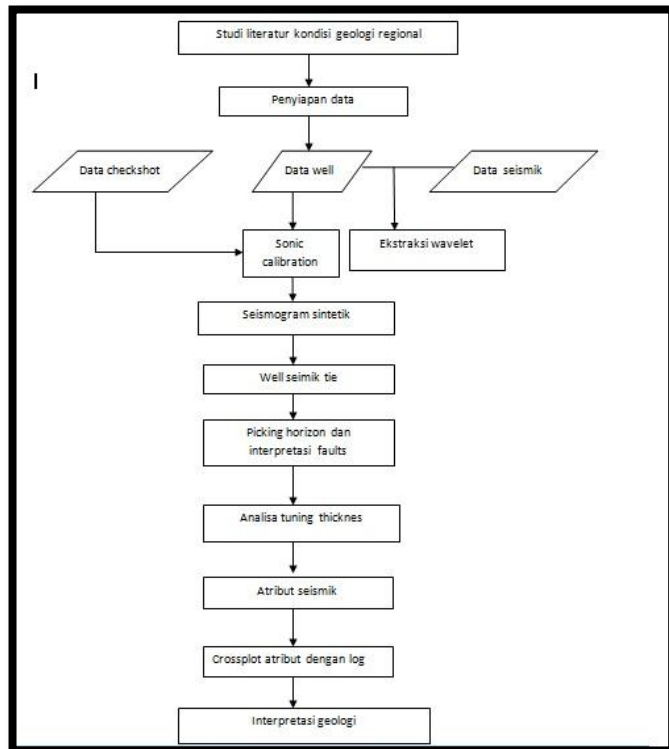 Studi literatur kondisi geologi regional
I
Penyiapan data
Data checkshot
Data well
Data seismik
Sonic
calibration
Ekstraksi wavelet
Seismogram sintetik
Well seimik tie
Picking horizon dan
interpretasi faults
Analisa tuning thicknes
Atribut seismik
Crossplot atribut dengan log
Interpretasi geologi